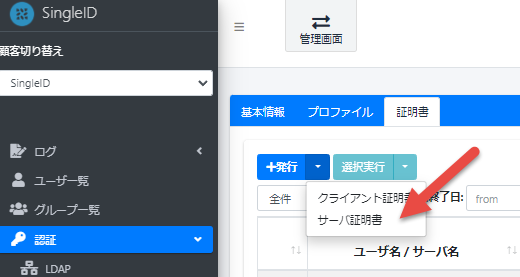 SingleID
顧客切り替え
SingleID
ログ
ユーザ一覧
グループ一覧
認証
LDAP
管理画面
基本情報 プロファイル 証明書
+発行 選択実行
クライアント証明書
サーバ証明書
全件 終了日: from
ユーザ名 / サーバ名